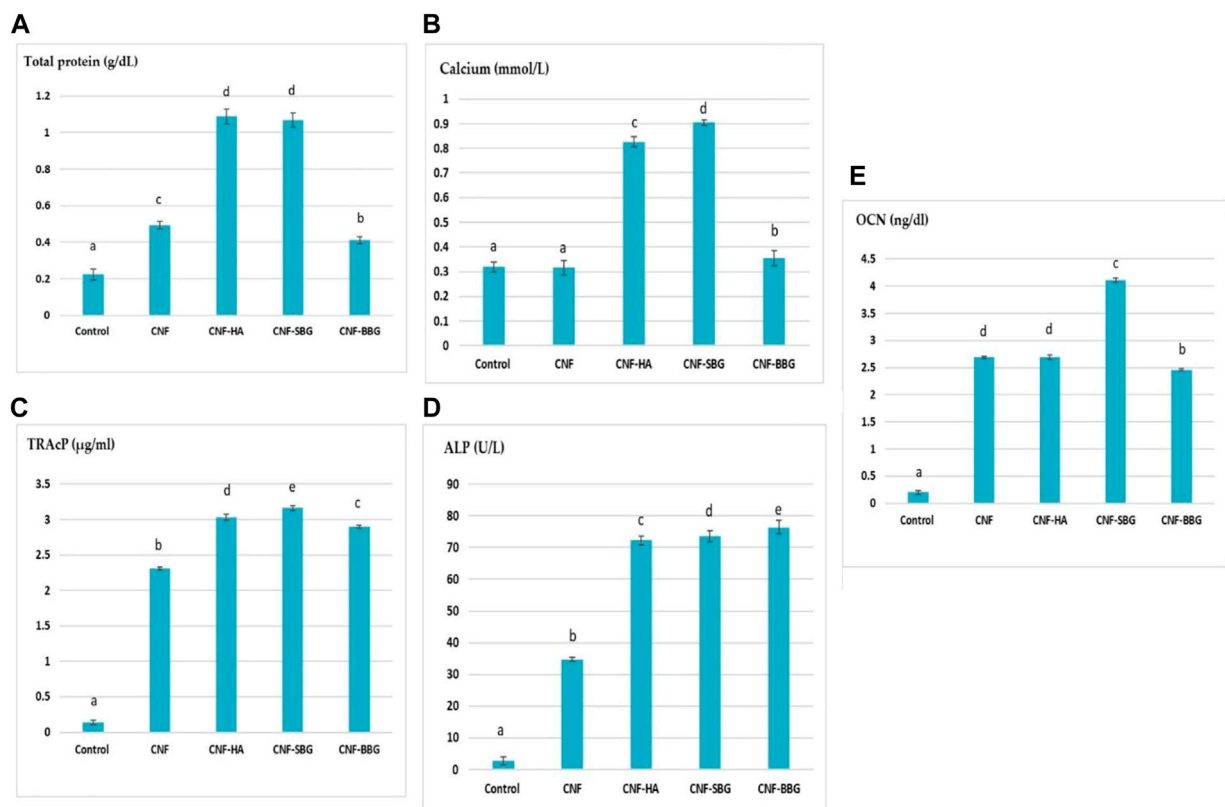 A
Total protein (g/dL)
1.2
1
0.8
0.6
0.4
0.2
0
a
c
d
d
b
Control CNF CNF-HA CNF-SBG CNF-BBG
B
Calcium (mmol/L)
1
0.9
0.8
0.7
0.6
0.5
0.4
0.3
0.2
0.1
0
a
a
c
d
b
Control CNF CNF-HA CNF-SBG CNF-BBG
C
TRAcP (μg/ml)
3.5
3
2.5
2
1.5
1
0.5
0
a
b
d
e
c
Control CNF CNF-HA CNF-SBG CNF-BBG
D
ALP (U/L)
90
80
70
60
50
40
30
20
10
0
a
b
c
d
e
Control CNF CNF-HA CNF-SBG CNF-BBG
E
OCN (ng/dl)
4.5
4
3.5
3
2.5
2
1.5
1
0.5
0
a
d
d
c
b
Control CNF CNF-HA CNF-SBG CNF-BBG